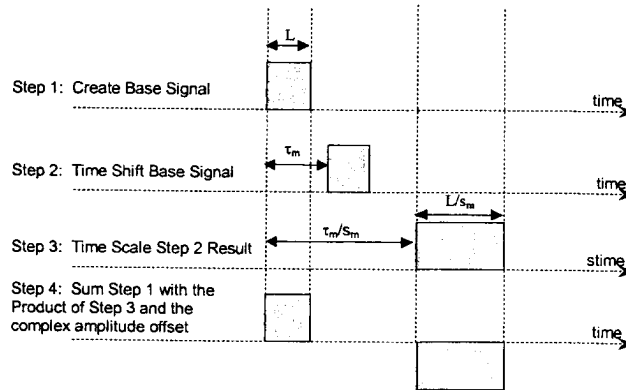 L
Step 1: Create Base Signal
time
τm
Step 2: Time Shift Base Signal
time
L/sm
τm/sm
Step 3: Time Scale Step 2 Result
stime
Step 4: Sum Step 1 with the
Product of Step 3 and the
complex amplitude offset
time